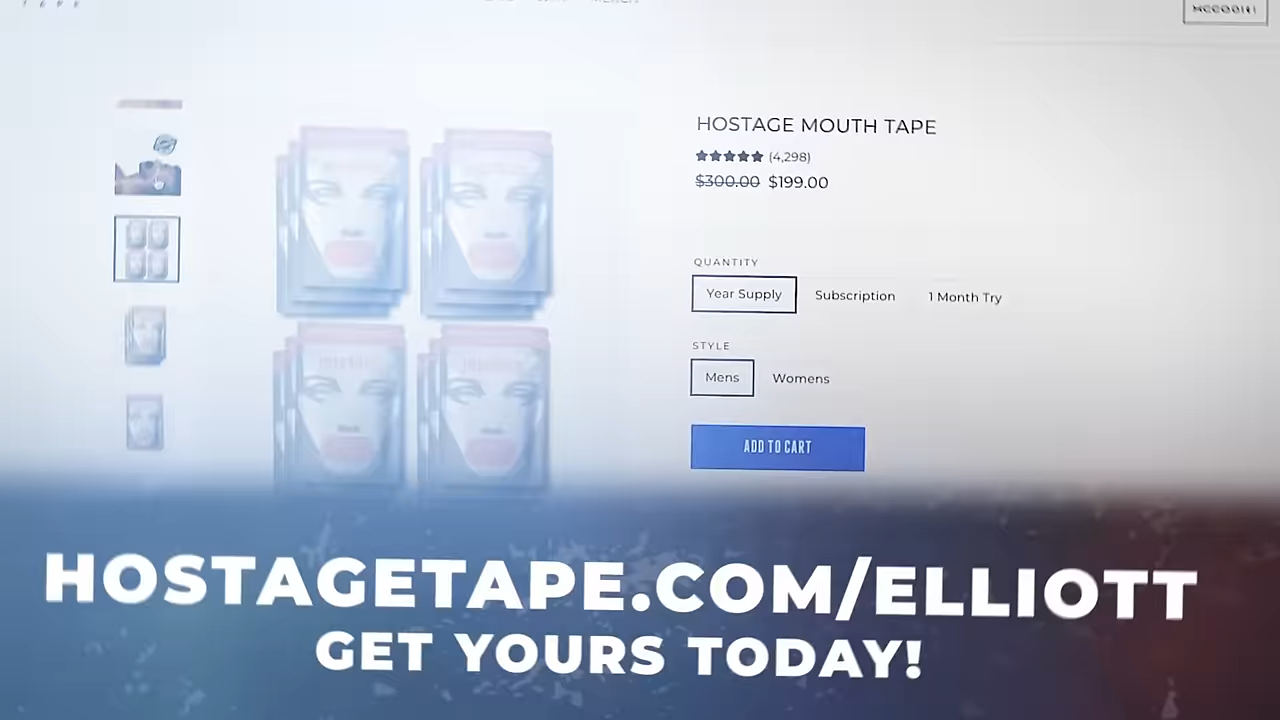 HOSTAGE MOUTH TAPE
(4,298)
$300.00 $199.00
QUANTITY
Year Supply Subscription 1 Month Try
STYLE
Mens Womens
ADD TO CART
HOSTAGETAPE.COM/ELLIOTT
GET YOURS TODAY!